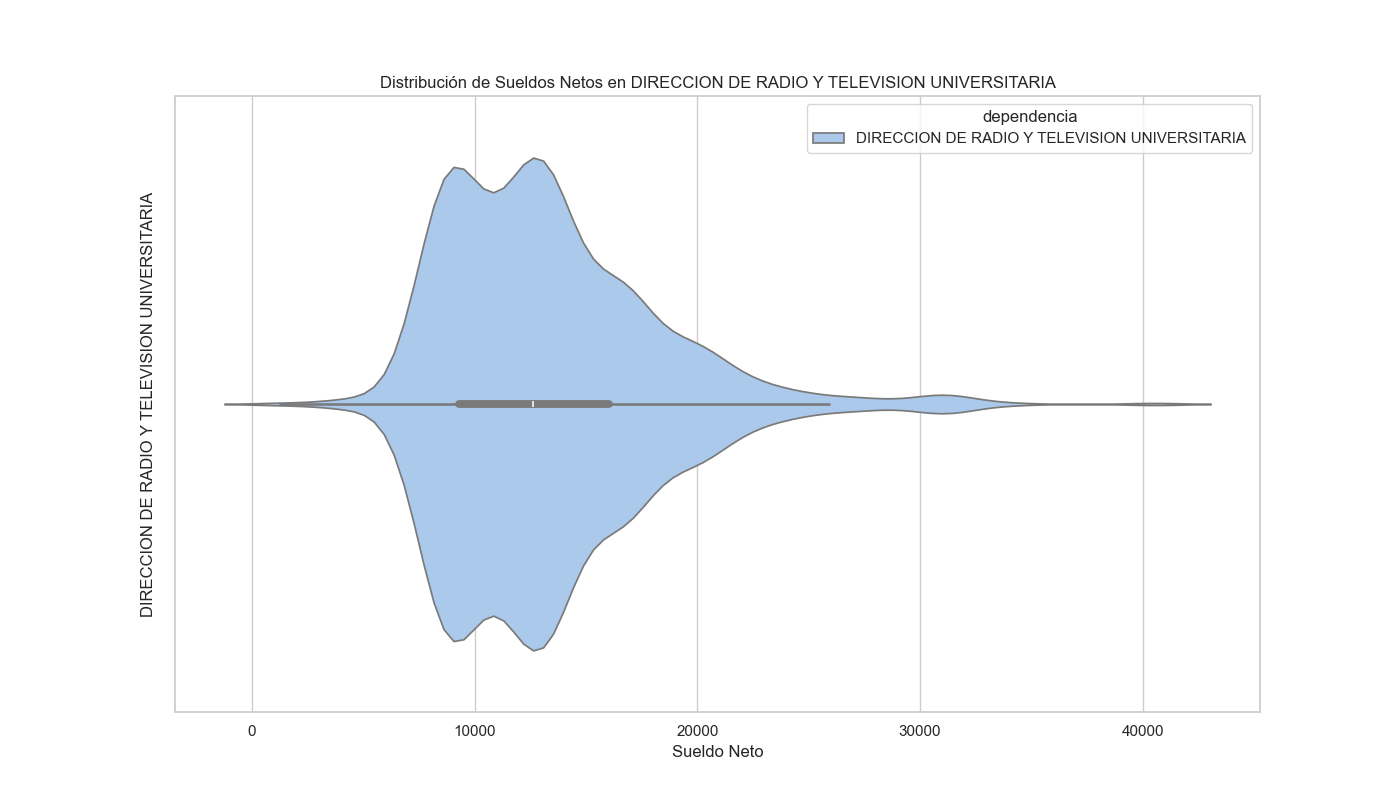 Distribución de Sueldos Netos en DIRECCION DE RADIO Y TELEVISION UNIVERSITARIA
dependencia
DIRECCION DE RADIO Y TELEVISION UNIVERSITARIA
DIRECCION DE RADIO Y TELEVISION UNIVERSITARIA
0 10000 20000 30000 40000
Sueldo Neto